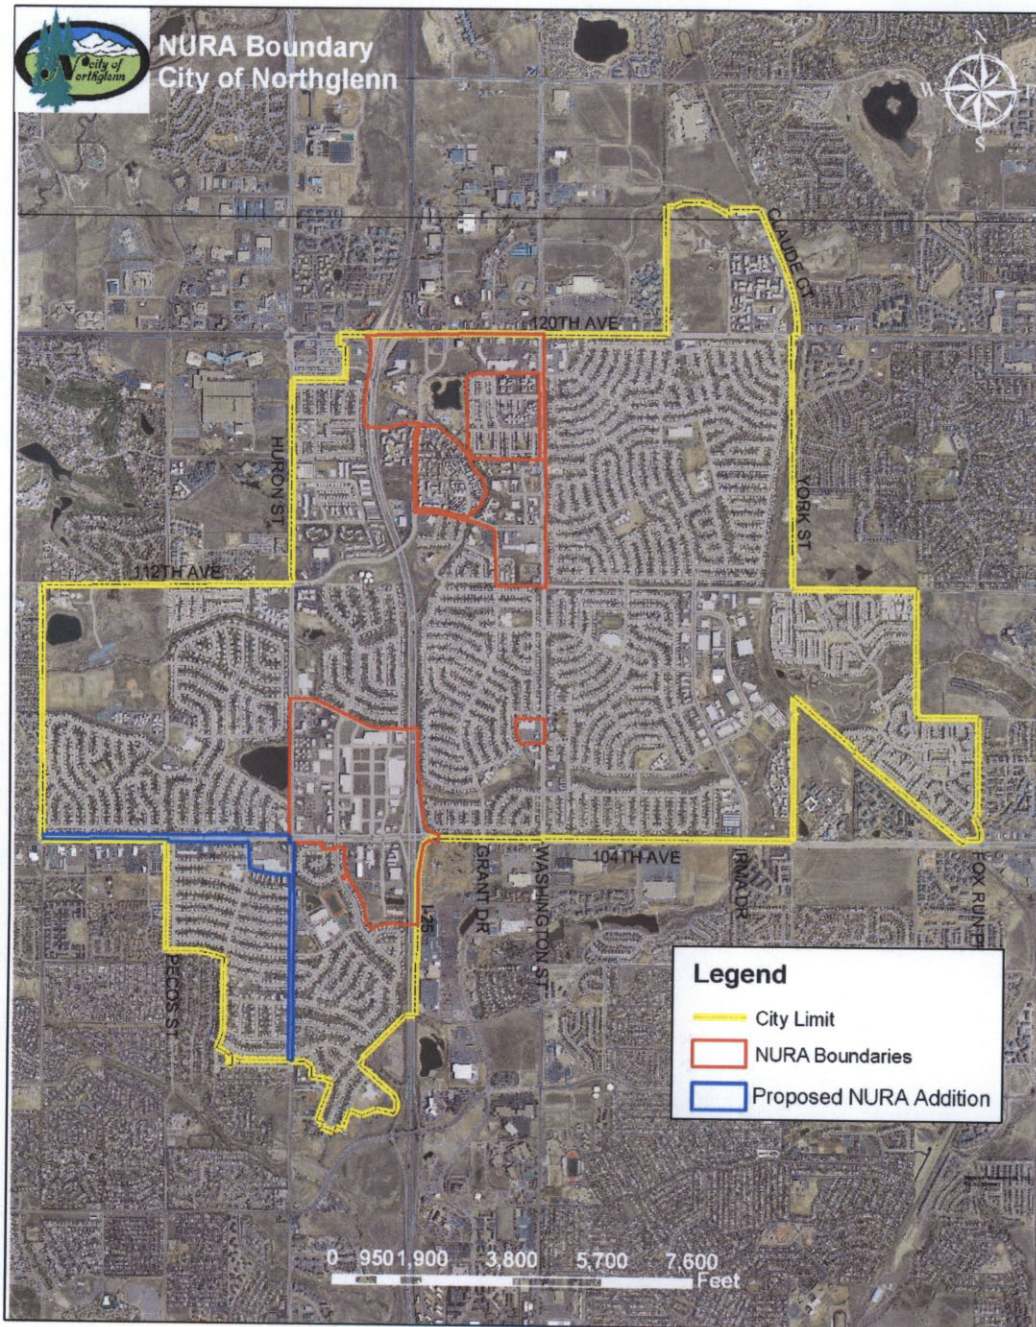 City of
Northglenn
NURA Boundary
City of Northglenn
N
W
S
CLAUDE CT
120TH AVE
HURON ST
YORK ST
112TH AVE
104TH AVE
GRANT DR
WASHINGTON ST
IRMA DR
FOX RUN
I-25
PECOS ST
Legend
City Limit
NURA Boundaries
Proposed NURA Addition
0 950 1,900 3,800 5,700 7,600
Feet